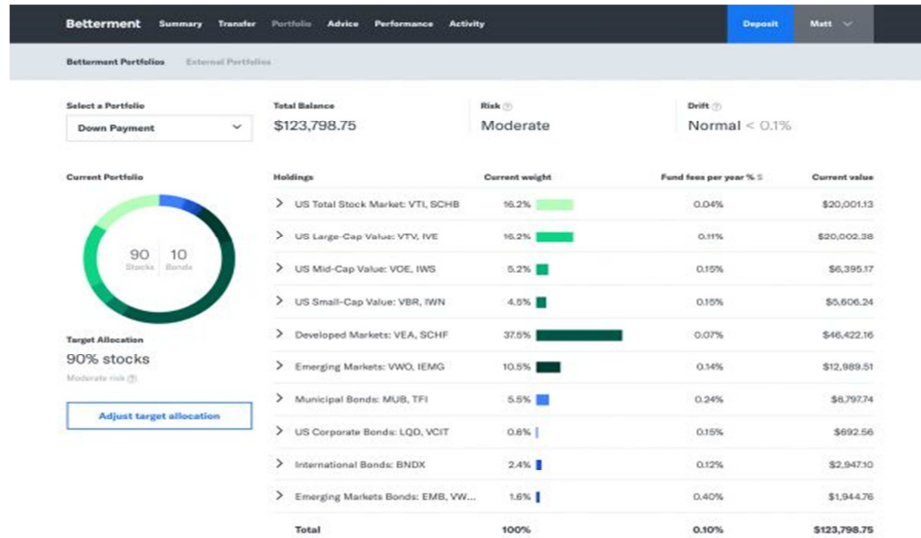 Betterment Summary Transfer Portfolio Advice Performance Activity Deposit Matt
Betterment Portfolios External Portfolios
Select a Portfolio Total Balance Risk Drift
Down Payment $123,798.75 Moderate Normal < 0.1%
Current Portfolio Holdings Current weight Fund fees per year % $ Current value
US Total Stock Market: VTI, SCHB 16.2% 0.04% $20,001.13
US Large-Cap Value: VTV, IVE 16.2% 0.11% $20,002.38
90 10
Stocks Bonds
US Mid-Cap Value: VOE, IWS 5.2% 0.15% $6,395.17
US Small-Cap Value: VBR, IWN 4.5% 0.15% $5,606.24
Developed Markets: VEA, SCHF 37.5% 0.07% $46,422.16
Target Allocation
90% stocks
Moderate risk
Emerging Markets: VWO, IEMG 10.5% 0.14% $12,989.51
Municipal Bonds: MUB, TFI 5.5% 0.24% $6,797.74
Adjust target allocation
US Corporate Bonds: LQD, VCIT 0.6% 0.15% $692.56
International Bonds: BNDX 2.4% 0.12% $2,947.10
Emerging Markets Bonds: EMB, VW... 1.6% 0.40% $1,944.76
Total 100% 0.10% $123,798.75